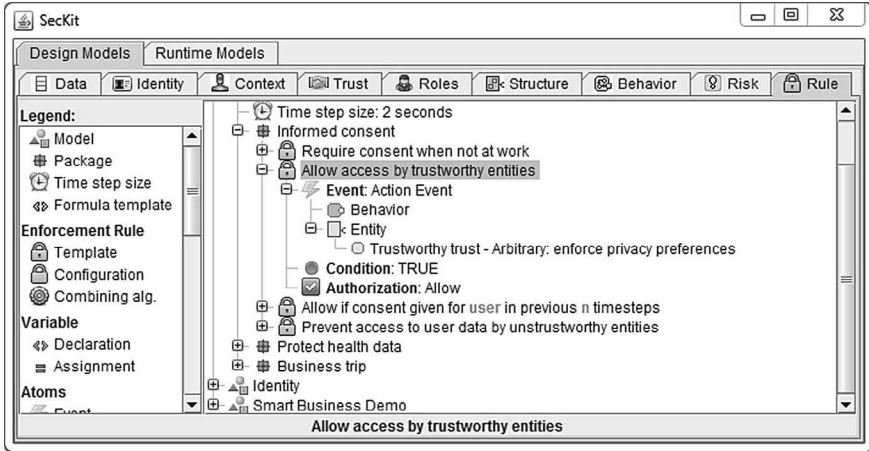 SecKit
Design Models Runtime Models
Data Identity Context Trust Roles Structure Behavior Risk Rule
Legend:
Model
Package
Time step size
Formula template
Enforcement Rule
Template
Configuration
Combining alg.
Variable
Declaration
Assignment
Atoms
Event
Time step size: 2 seconds
Informed consent
Require consent when not at work
Allow access by trustworthy entities
Event: Action Event
Behavior
Entity
Trustworthy trust - Arbitrary: enforce privacy preferences
Condition: TRUE
Authorization: Allow
Allow if consent given for user in previous n timesteps
Prevent access to user data by unstrustworthy entities
Protect health data
Business trip
Identity
Smart Business Demo
Allow access by trustworthy entities